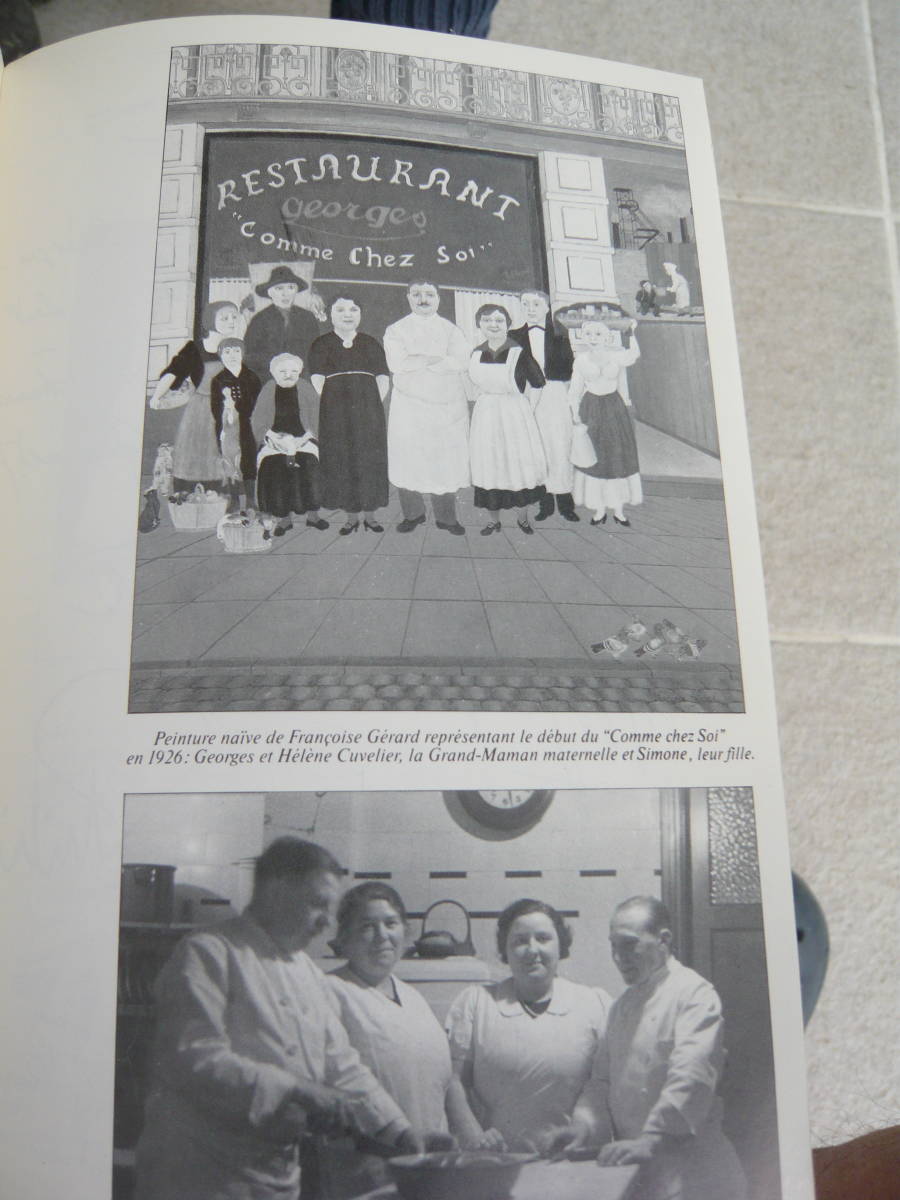 RESTAURANT
Georges
"Comme Chez Soi"
Peinture naïve de Françoise Gérard représentant le début du "Comme chez Soi"
en 1926: Georges et Hélène Cuvelier, la Grand-Maman maternelle et Simone, leur fille.